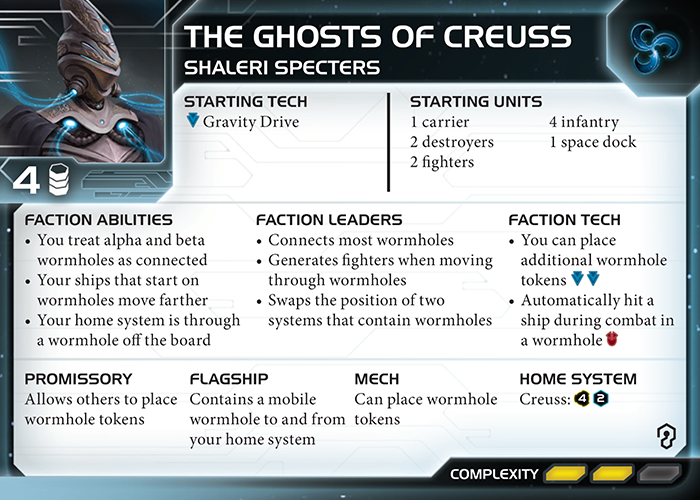 THE GHOSTS OF CREUSS
SHALERI SPECTERS
4
STARTING TECH
Gravity Drive
STARTING UNITS
1 carrier
2 destroyers
2 fighters
4 infantry
1 space dock
FACTION ABILITIES
• You treat alpha and beta
wormholes as connected
• Your ships that start on
wormholes move farther
• Your home system is through
a wormhole off the board
FACTION LEADERS
• Connects most wormholes
• Generates fighters when moving
through wormholes
• Swaps the position of two
systems that contain wormholes
FACTION TECH
• You can place
additional wormhole
tokens
• Automatically hit a
ship during combat in
a wormhole
PROMISSORY
Allows others to place
wormhole tokens
FLAGSHIP
Contains a mobile
wormhole to and from
your home system
MECH
Can place wormhole
tokens
HOME SYSTEM
Creuss: 4 2
COMPLEXITY